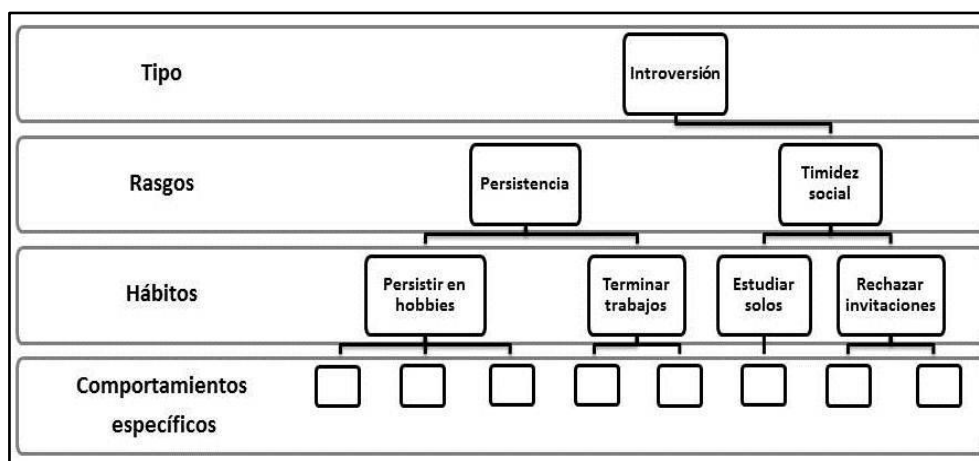 Tipo
Introversión
Rasgos
Persistencia
Timidez
social
Hábitos
Persistir en
hobbies
Terminar
trabajos
Estudiar
solos
Rechazar
invitaciones
Comportamientos
específicos